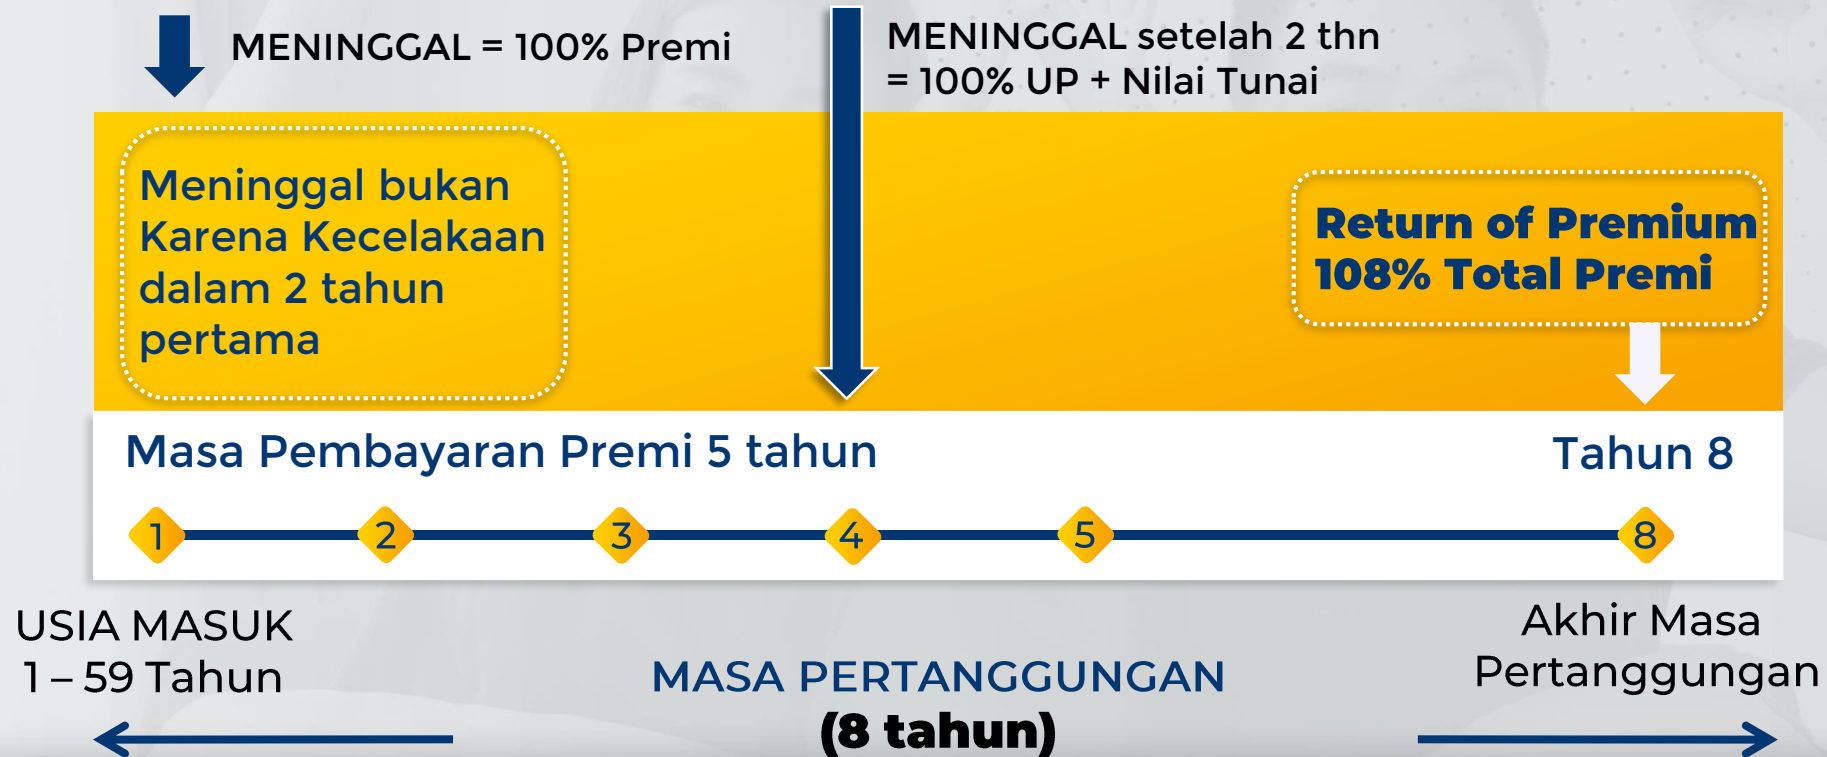 MENINGGAL = 100% Premi
MENINGGAL setelah 2 thn
= 100% UP + Nilai Tunai
Meninggal bukan
Karena Kecelakaan
dalam 2 tahun
pertama
Return of Premium
108% Total Premi
Masa Pembayaran Premi 5 tahun
Tahun 8
1
2
3
4
5
8
USIA MASUK
1 – 59 Tahun
MASA PERTANGGUNGAN
(8 tahun)
Akhir Masa
Pertanggungan